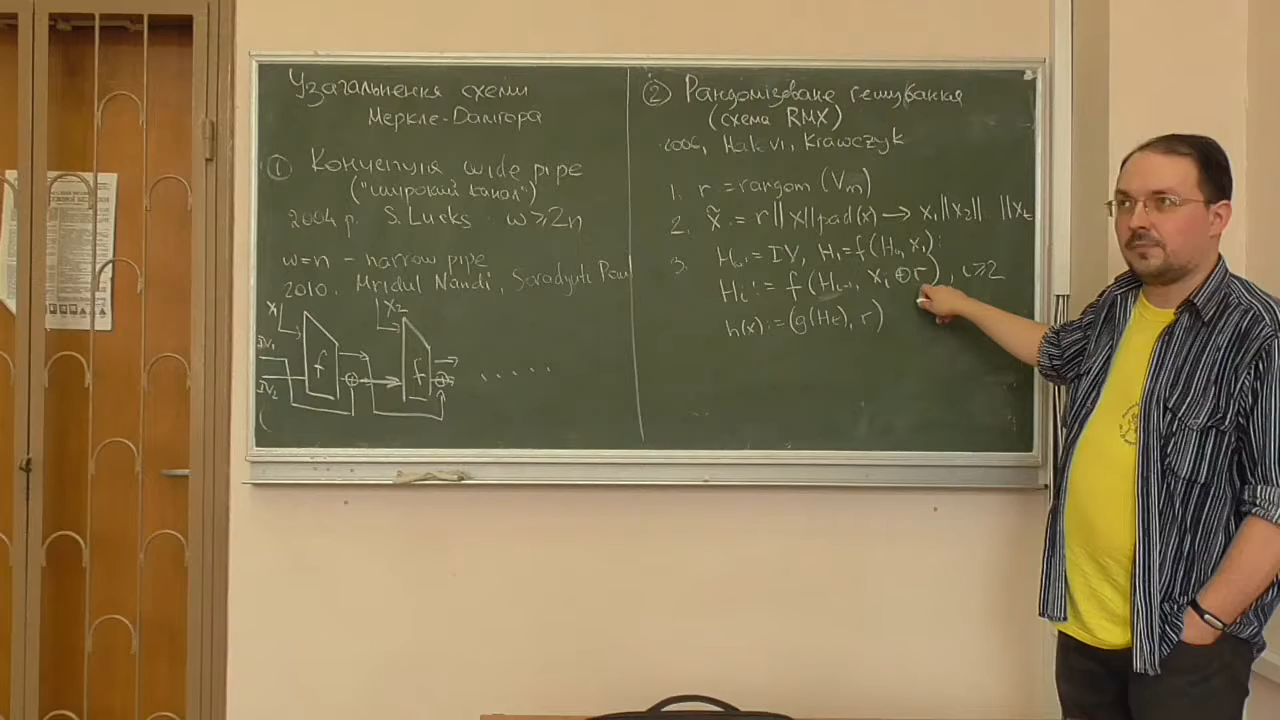 Узагальнення схеми
Меркле-Дамгора
① Концепція wide pipe
("широкий канал")
2004 р. S. Lucks w ≥ 2n
w=n – narrow pipe
2010. Mridul Nandi, Souradyuti Paul
x₁ x₂
IV₁
IV₂
f f
② Рандомізоване гешування
(схема RMX)
2006, Halevi, Krawczyk
1. r = random (Vm)
2. x̂ := r || x || pad(x) → x₁ || x₂ || || xₜ
3. H₀ := IV, H₁ = f(H₀, x₁);
Hᵢ := f(Hᵢ₋₁, xᵢ ⊕ r), i ≥ 2
h(x) := (g(Hₜ), r)